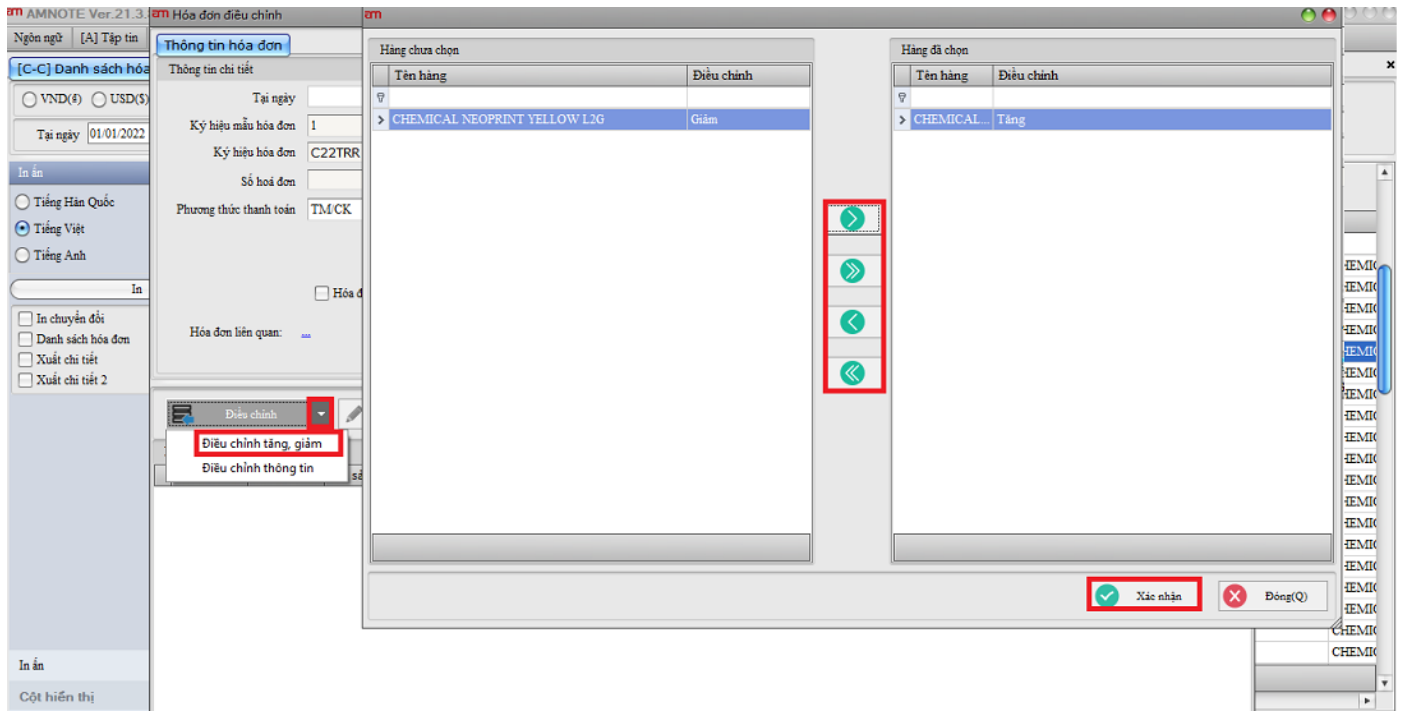 am AMNOTE Ver.21.3.
am Hóa đơn điều chỉnh
am
Ngôn ngữ
[A] Tập tin
Thông tin hóa đơn
[C-C] Danh sách hóa
VND(₫)
USD($)
Tại ngày
01/01/2022
In ấn
Tiếng Hàn Quốc
Tiếng Việt
Tiếng Anh
In
In chuyển đổi
Danh sách hóa đơn
Xuất chi tiết
Xuất chi tiết 2
In ấn
Cột hiển thị
Thông tin chi tiết
Tại ngày
Ký hiệu mẫu hóa đơn 1
Ký hiệu hóa đơn C22TRR
Số hoá đơn
Phương thức thanh toán TM/CK
Hóa đ
Hóa đơn liên quan: ...
Điều chỉnh
Điều chỉnh tăng, giảm
Điều chỉnh thông tin
Hàng chưa chọn
Tên hàng Điều chỉnh
CHEMICAL NEOPRINT YELLOW L2G Giảm
Hàng đã chọn
Tên hàng Điều chỉnh
CHEMICAL... Tăng
Xác nhận
Đóng(Q)
CHEMIC
CHEMIC